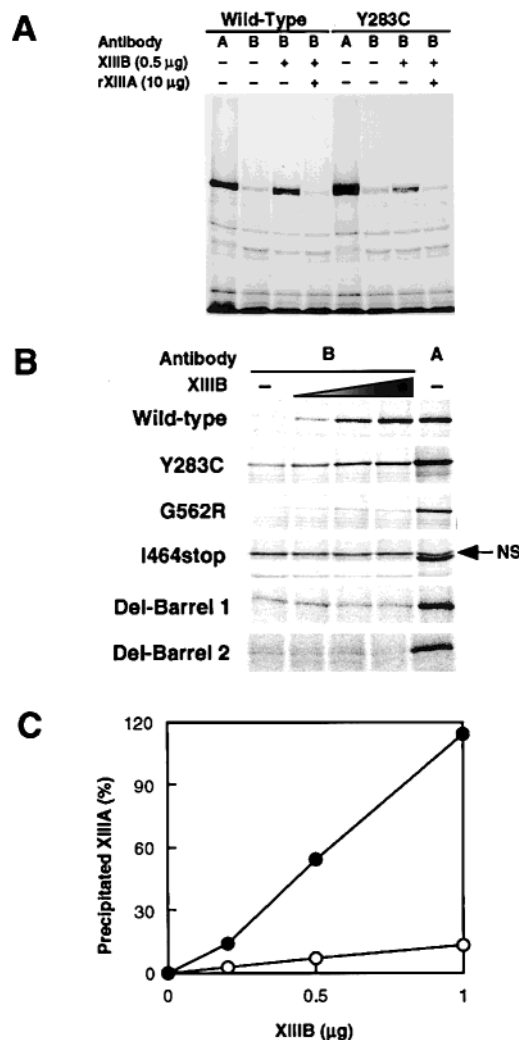 A
Wild-Type Y283C
Antibody A B B B A B B B
XIIIB (0.5 µg) – – + + – – + +
rXIIIA (10 µg) – – – + – – – +
B
Antibody B A
XIIIB – –
Wild-type
Y283C
G562R
I464stop NS
Del-Barrel 1
Del-Barrel 2
C
Precipitated XIIIA (%)
120
90
60
30
0
0 0.5 1
XIIIB (µg)